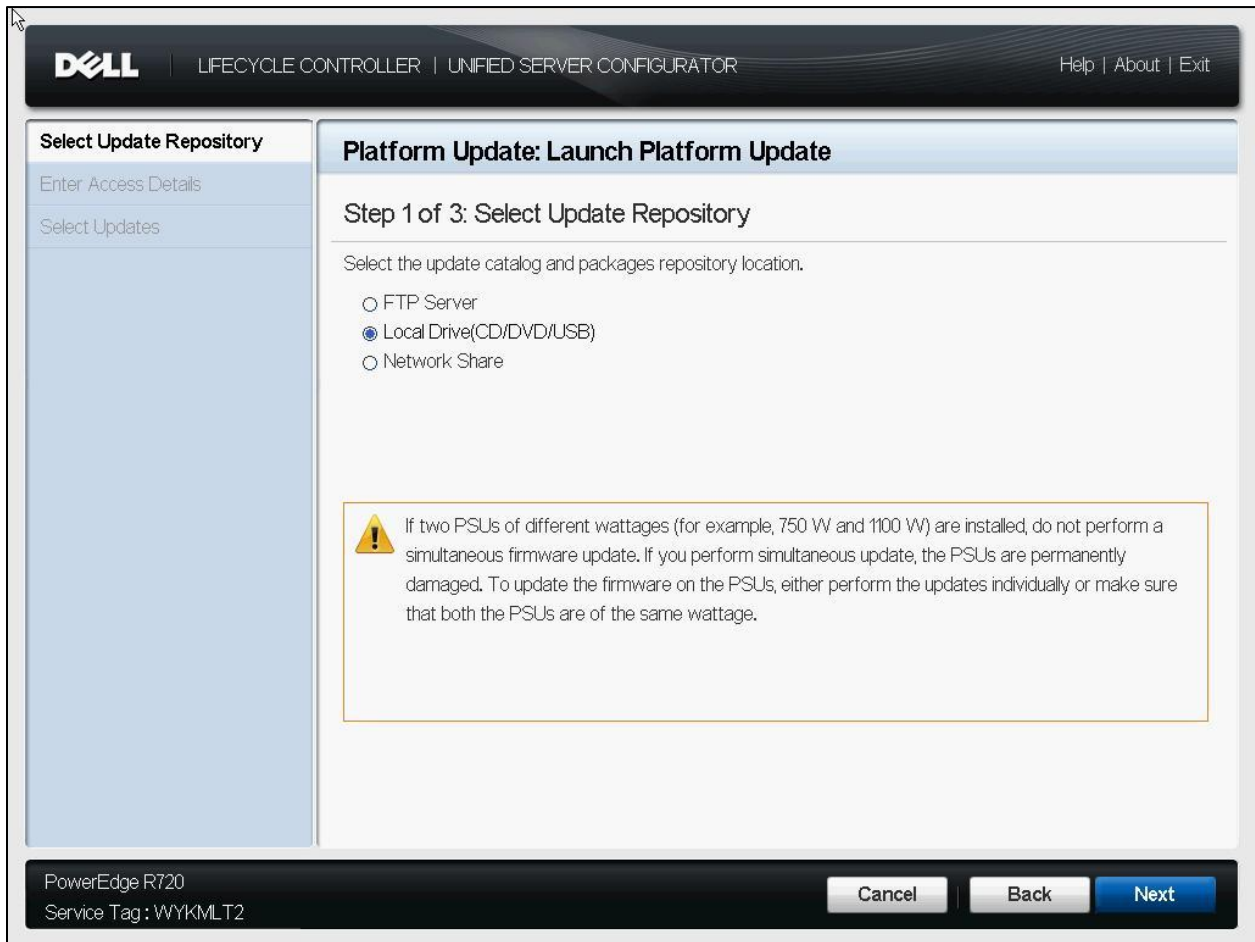 DELL | LIFECYCLE CONTROLLER | UNIFIED SERVER CONFIGURATOR
Help | About | Exit
Select Update Repository
Enter Access Details
Select Updates
Platform Update: Launch Platform Update
Step 1 of 3: Select Update Repository
Select the update catalog and packages repository location.
FTP Server
Local Drive(CD/DVD/USB)
Network Share
If two PSUs of different wattages (for example, 750 W and 1100 W) are installed, do not perform a
simultaneous firmware update. If you perform simultaneous update, the PSUs are permanently
damaged. To update the firmware on the PSUs, either perform the updates individually or make sure
that both the PSUs are of the same wattage.
PowerEdge R720
Service Tag : WYKMLT2
Cancel
Back
Next